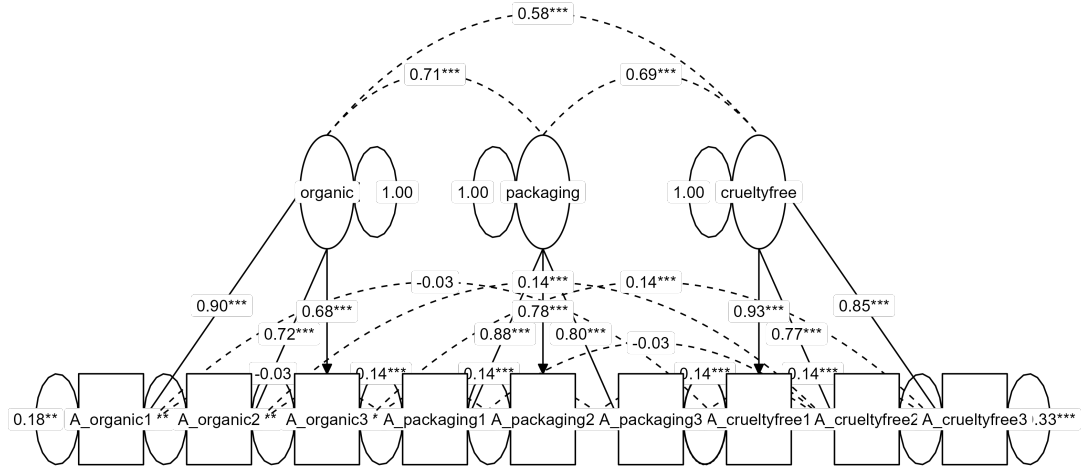 0.58***
0.71*** 0.69***
organic 1.00 1.00 packaging 1.00 crueltyfree
-0.03 0.14*** 0.14***
0.90*** 0.68*** 0.78*** 0.93*** 0.85***
0.72*** 0.88*** 0.80*** 0.77***
-0.03
-0.03 0.14*** 0.14*** 0.14*** 0.14***
0.18** A_organic1 ** A_organic2 ** A_organic3 * A_packaging1 A_packaging2 A_packaging3 A_crueltyfree1 A_crueltyfree2 A_crueltyfree3 .33***